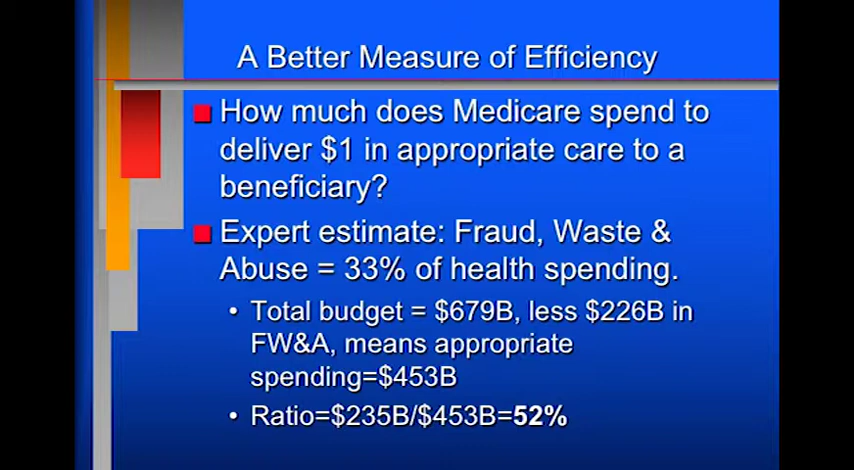 A Better Measure of Efficiency
How much does Medicare spend to
deliver $1 in appropriate care to a
beneficiary?
Expert estimate: Fraud, Waste &
Abuse = 33% of health spending.
• Total budget = $679B, less $226B in
FW&A, means appropriate
spending=$453B
• Ratio=$235B/$453B=52%